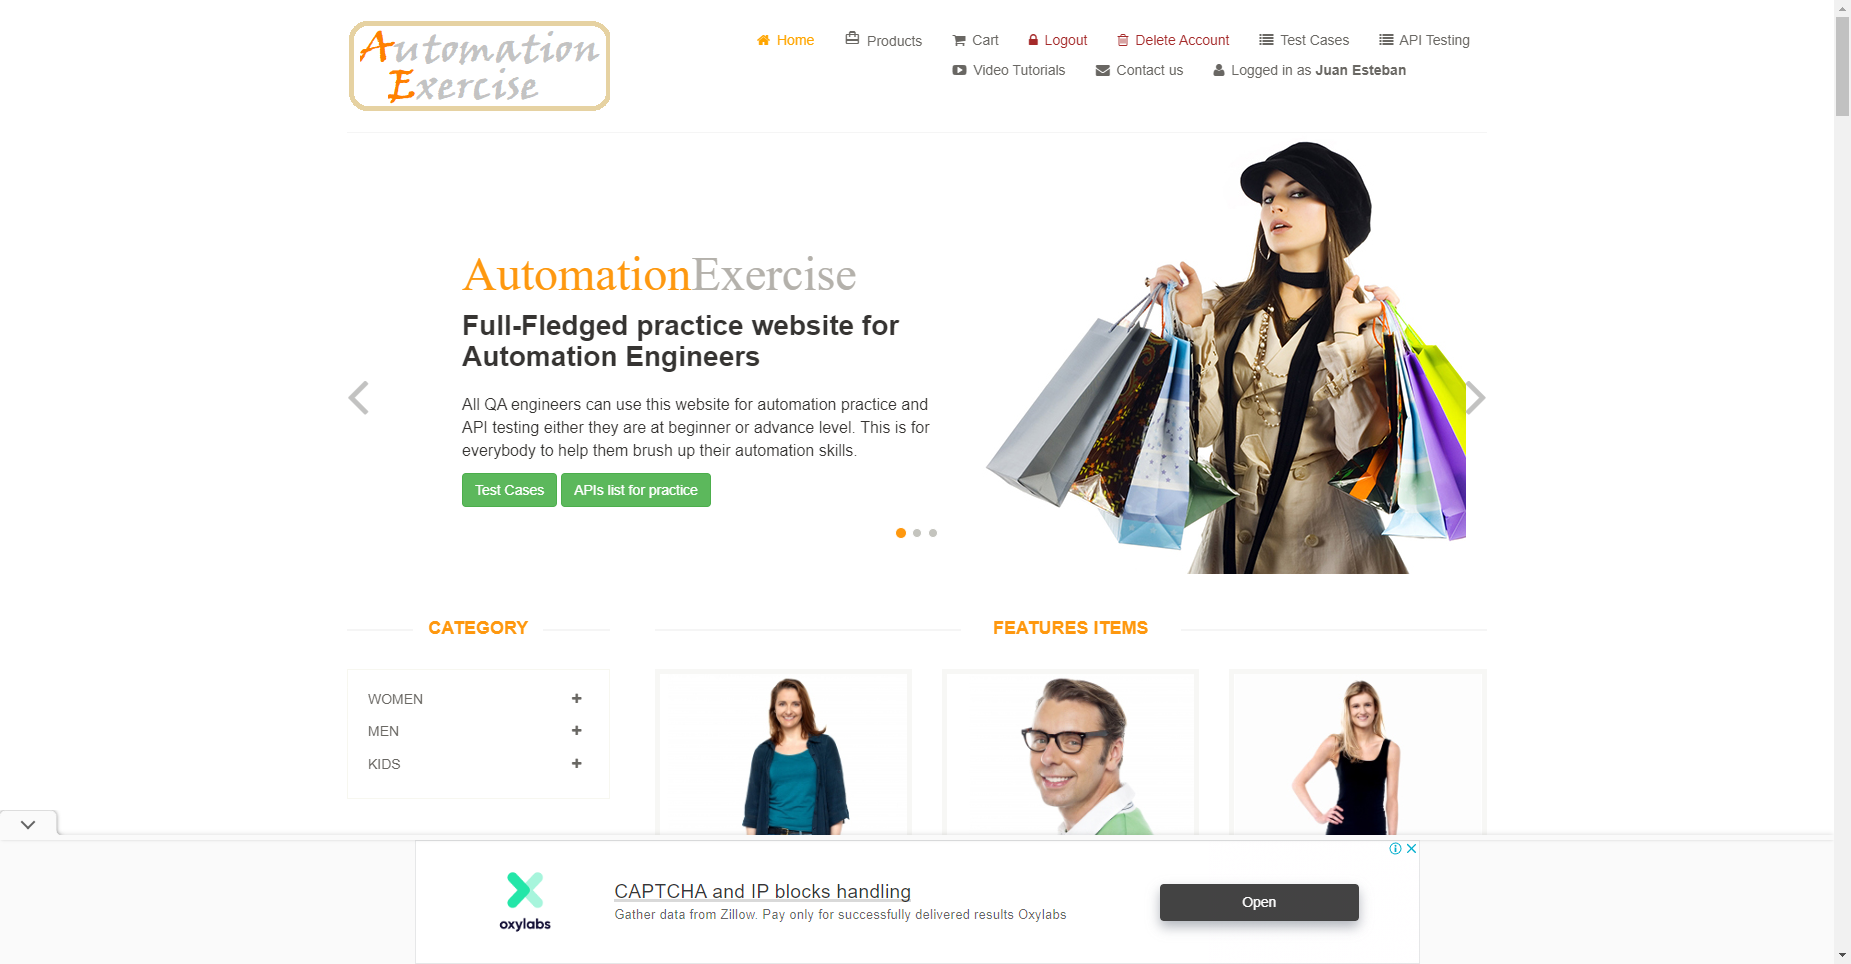 Automation
Exercise
Home
Products
Cart
Logout
Delete Account
Test Cases
API Testing
Video Tutorials
Contact us
Logged in as Juan Esteban
AutomationExercise
Full-Fledged practice website for
Automation Engineers
All QA engineers can use this website for automation practice and
API testing either they are at beginner or advance level. This is for
everybody to help them brush up their automation skills.
Test Cases
APIs list for practice
CATEGORY
FEATURES ITEMS
WOMEN
MEN
KIDS
oxylabs
CAPTCHA and IP blocks handling
Gather data from Zillow. Pay only for successfully delivered results Oxylabs
Open